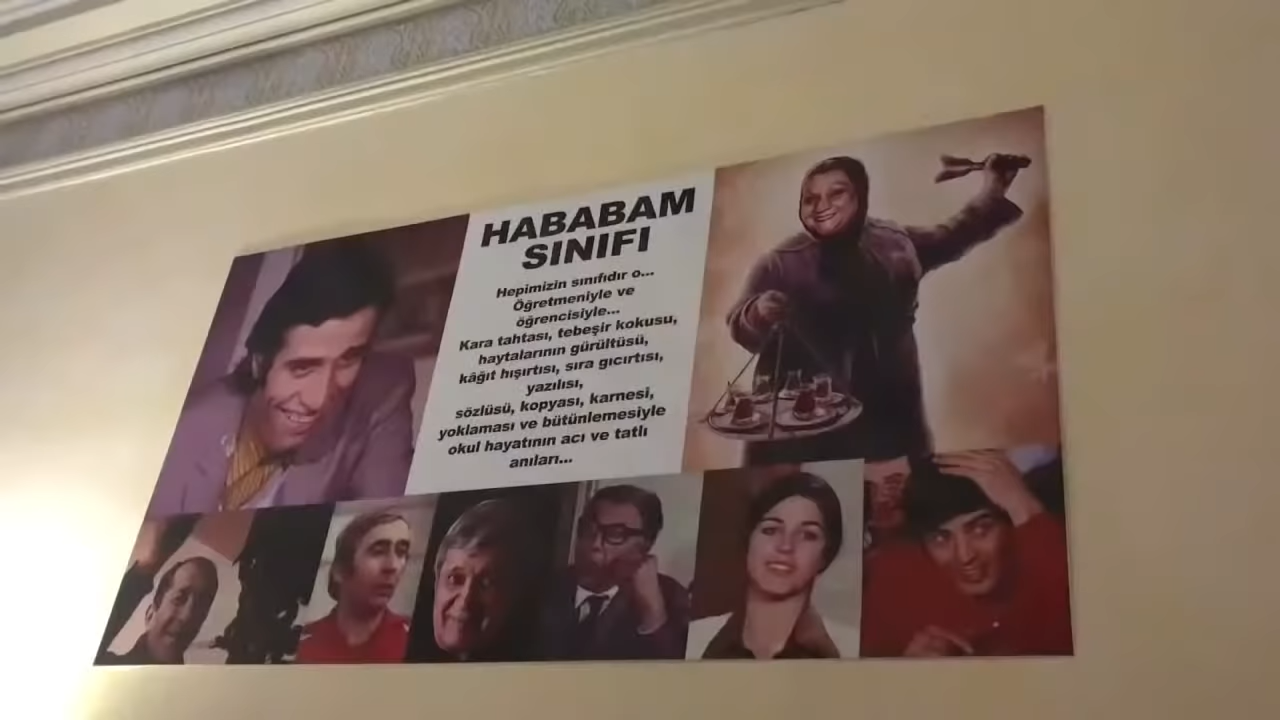 HABABAM
SINIFI
Hepimizin sınıfıdır o...
Öğretmeniyle ve
öğrencisiyle...
Kara tahtası, tebeşir kokusu,
haytalarının gürültüsü,
kâğıt hışırtısı, sıra gıcırtısı,
yazılısı,
sözlüsü, kopyası, karnesi,
yoklaması ve bütünlemesiyle
okul hayatının acı ve tatlı
anıları...